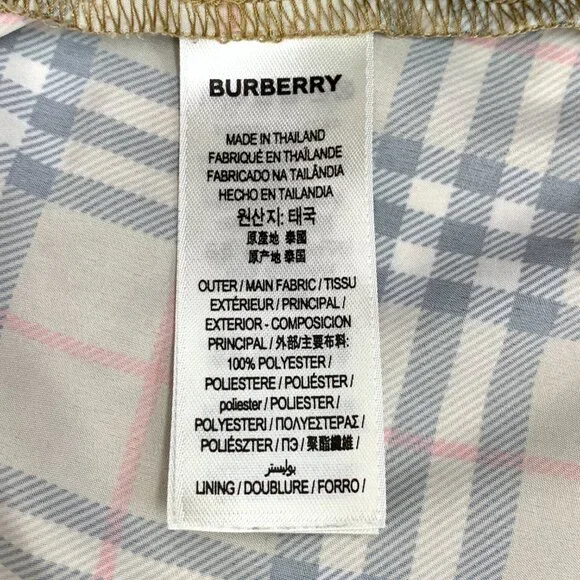 BURBERRY
MADE IN THAILAND
FABRIQUÉ EN THAÏLANDE
FABRICADO NA TAILÂNDIA
HECHO EN TAILANDIA
원산지: 태국
原產地 泰國
原产地 泰国
OUTER / MAIN FABRIC / TISSU
EXTÉRIEUR / PRINCIPAL /
EXTERIOR - COMPOSICION
PRINCIPAL / 外部/主要布料:
100% POLYESTER /
POLIESTERE / POLIÉSTER /
poliester / POLIESTER /
POLYESTERI / ΠΟΛΥΕΣΤΕΡΑΣ /
POLIÉSZTER / ПЭ / 聚酯纖維 /
بوليستر
LINING / DOUBLURE / FORRO /